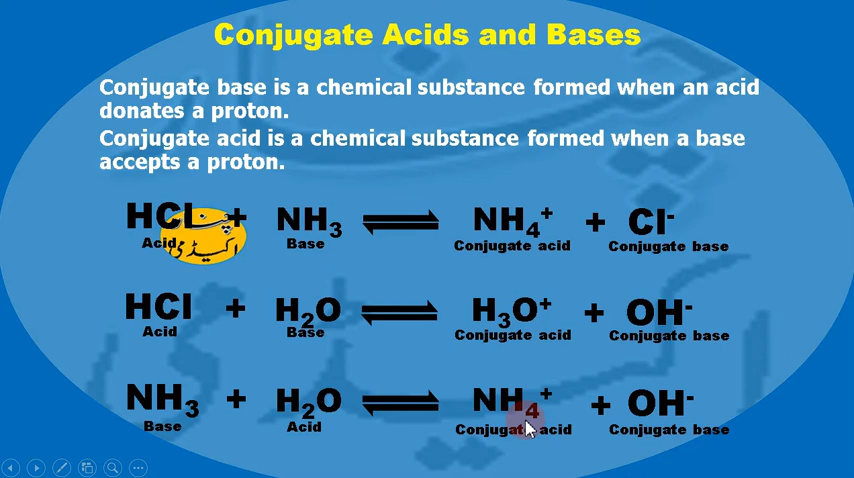 Conjugate Acids and Bases
Conjugate base is a chemical substance formed when an acid
donates a proton.
Conjugate acid is a chemical substance formed when a base
accepts a proton.
HCl + NH₃ ⇌ NH₄⁺ + Cl⁻
Acid Base Conjugate acid Conjugate base
چناب
اکیڈمی
HCl + H₂O ⇌ H₃O⁺ + OH⁻
Acid Base Conjugate acid Conjugate base
NH₃ + H₂O ⇌ NH₄⁺ + OH⁻
Base Acid Conjugate acid Conjugate base